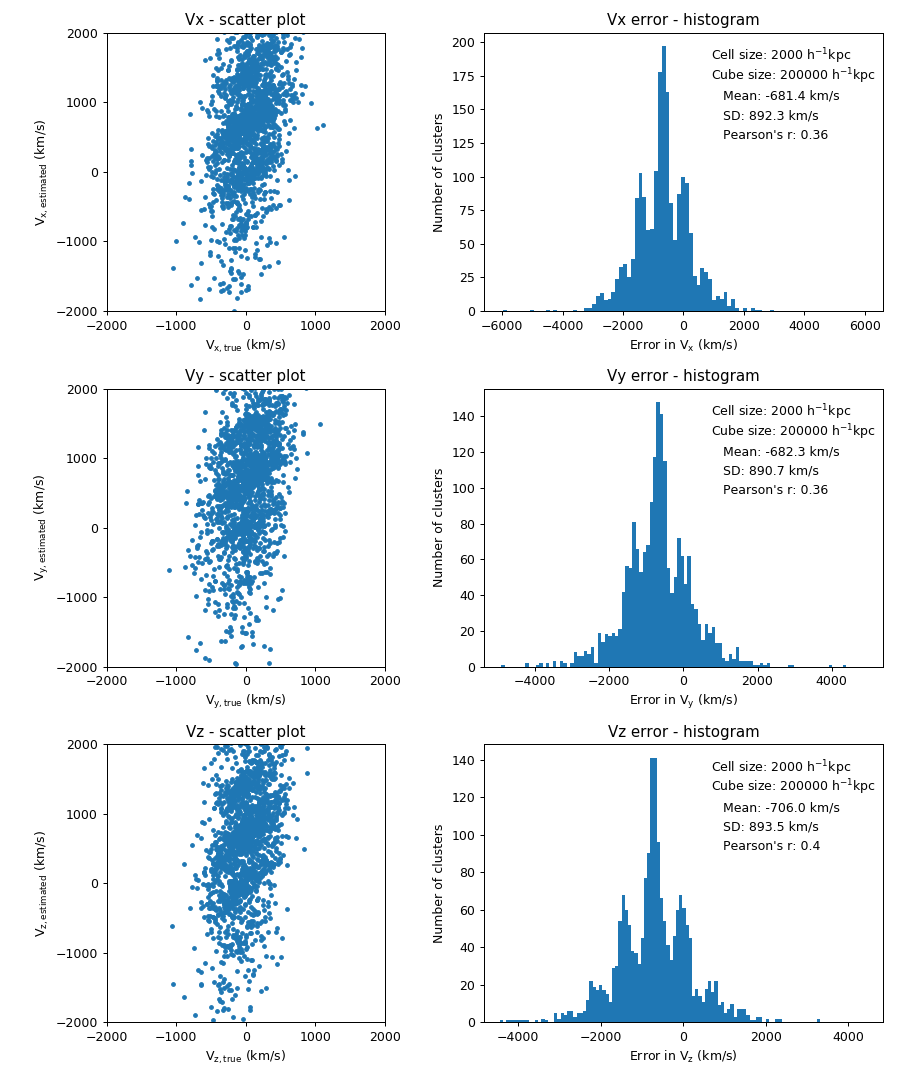 Vx - scatter plot
2000
1000
0
−1000
−2000
−2000 −1000 0 1000 2000
Vx, true (km/s)
Vx, estimated (km/s)
Vx error - histogram
200
175
150
125
100
75
50
25
0
−6000 −4000 −2000 0 2000 4000 6000
Error in Vx (km/s)
Number of clusters
Cell size: 2000 h⁻¹kpc
Cube size: 200000 h⁻¹kpc
Mean: -681.4 km/s
SD: 892.3 km/s
Pearson's r: 0.36
Vy - scatter plot
2000
1000
0
−1000
−2000
−2000 −1000 0 1000 2000
Vy, true (km/s)
Vy, estimated (km/s)
Vy error - histogram
140
120
100
80
60
40
20
0
−4000 −2000 0 2000 4000
Error in Vy (km/s)
Number of clusters
Cell size: 2000 h⁻¹kpc
Cube size: 200000 h⁻¹kpc
Mean: -682.3 km/s
SD: 890.7 km/s
Pearson's r: 0.36
Vz - scatter plot
2000
1000
0
−1000
−2000
−2000 −1000 0 1000 2000
Vz, true (km/s)
Vz, estimated (km/s)
Vz error - histogram
140
120
100
80
60
40
20
0
−4000 −2000 0 2000 4000
Error in Vz (km/s)
Number of clusters
Cell size: 2000 h⁻¹kpc
Cube size: 200000 h⁻¹kpc
Mean: -706.0 km/s
SD: 893.5 km/s
Pearson's r: 0.4